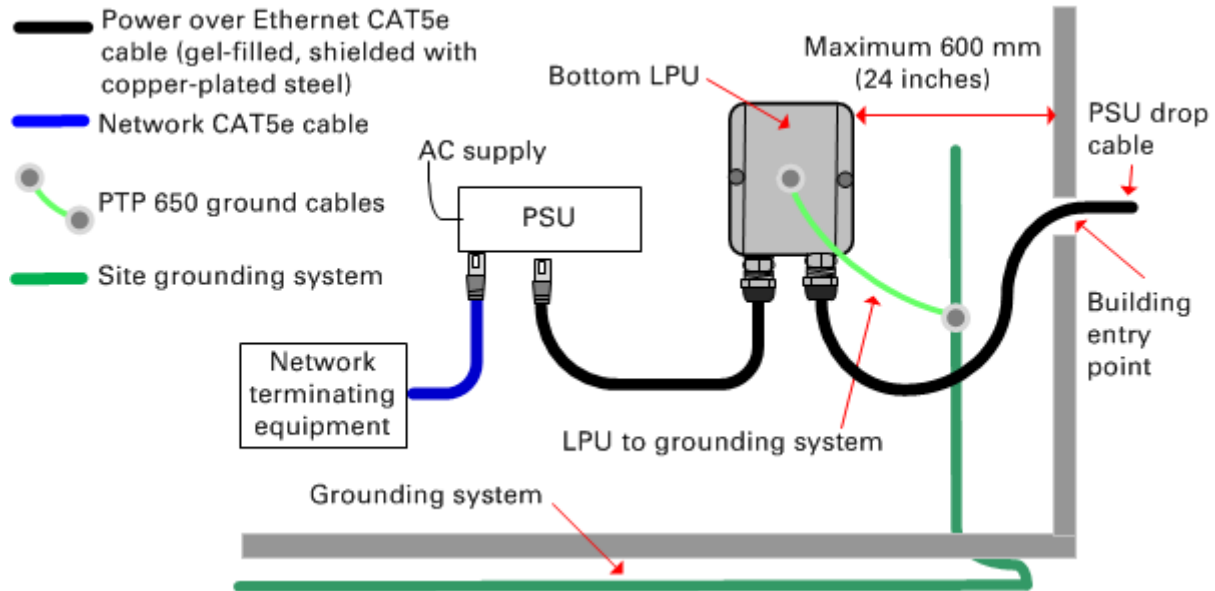 Power over Ethernet CAT5e
cable (gel-filled, shielded with
copper-plated steel)
Network CAT5e cable
PTP 650 ground cables
Site grounding system
AC supply
PSU
Network
terminating
equipment
Bottom LPU
Maximum 600 mm
(24 inches)
PSU drop
cable
Building
entry
point
LPU to grounding system
Grounding system